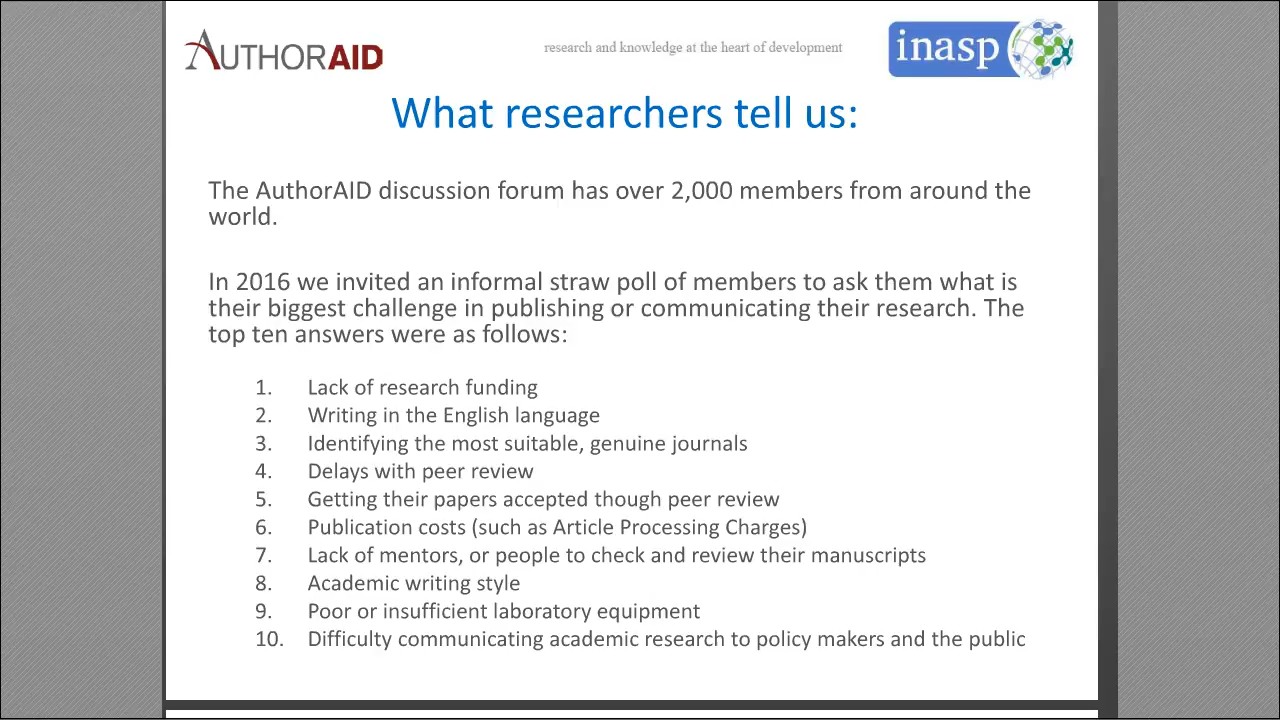 AUTHORAID
research and knowledge at the heart of development
inasp
What researchers tell us:
The AuthorAID discussion forum has over 2,000 members from around the
world.
In 2016 we invited an informal straw poll of members to ask them what is
their biggest challenge in publishing or communicating their research. The
top ten answers were as follows:
1. Lack of research funding
2. Writing in the English language
3. Identifying the most suitable, genuine journals
4. Delays with peer review
5. Getting their papers accepted though peer review
6. Publication costs (such as Article Processing Charges)
7. Lack of mentors, or people to check and review their manuscripts
8. Academic writing style
9. Poor or insufficient laboratory equipment
10. Difficulty communicating academic research to policy makers and the public